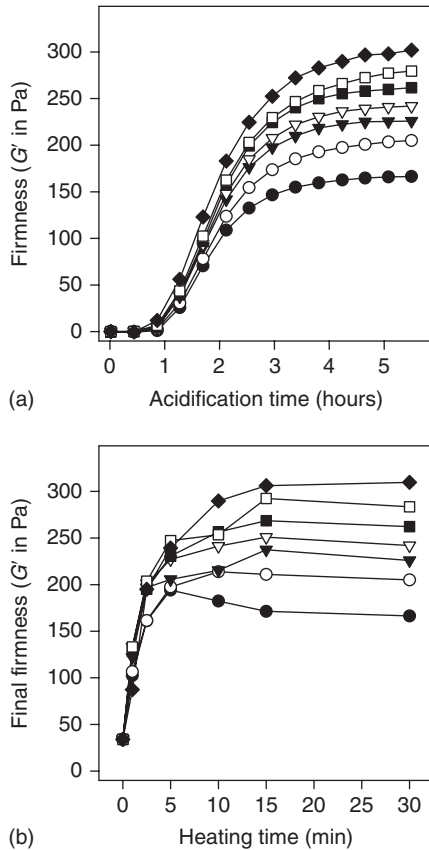 300
250
200
150
100
50
0
Firmness (G′ in Pa)
0 1 2 3 4 5
(a) Acidification time (hours)
300
250
200
150
100
50
0
Final firmness (G′ in Pa)
0 5 10 15 20 25 30
(b) Heating time (min)